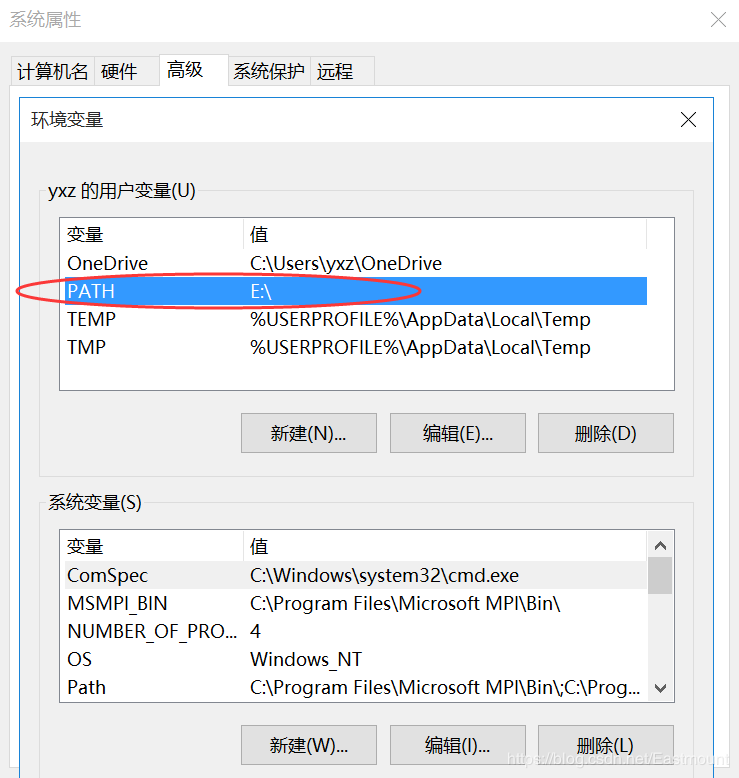 系统属性
计算机名 硬件 高级 系统保护 远程
环境变量
yxz 的用户变量(U)
变量 值
OneDrive C:\Users\yxz\OneDrive
PATH E:\
TEMP %USERPROFILE%\AppData\Local\Temp
TMP %USERPROFILE%\AppData\Local\Temp
新建(N)... 编辑(E)... 删除(D)
系统变量(S)
变量 值
ComSpec C:\Windows\system32\cmd.exe
MSMPI_BIN C:\Program Files\Microsoft MPI\Bin\
NUMBER_OF_PRO... 4
OS Windows_NT
Path C:\Program Files\Microsoft MPI\Bin\;C:\Prog...
新建(W)... 编辑(I)... 删除(L)
https://blog.csdn.net/Eastmount